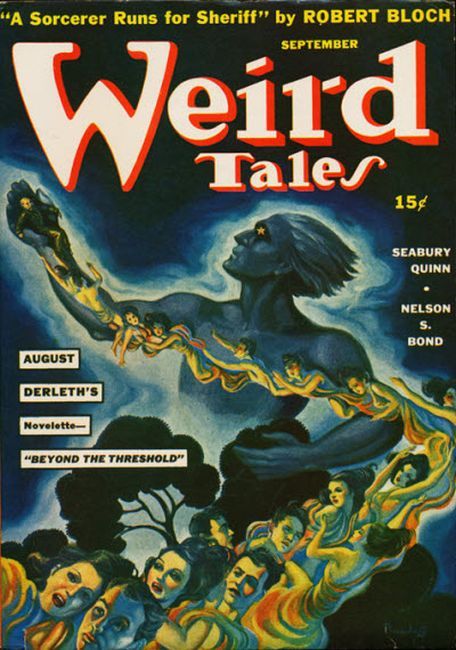 "A Sorcerer Runs for Sheriff" by ROBERT BLOCH
SEPTEMBER
Weird
Tales
15¢
SEABURY
QUINN
•
NELSON
S.
BOND
AUGUST
DERLETH'S
Novelette—
"BEYOND THE THRESHOLD"